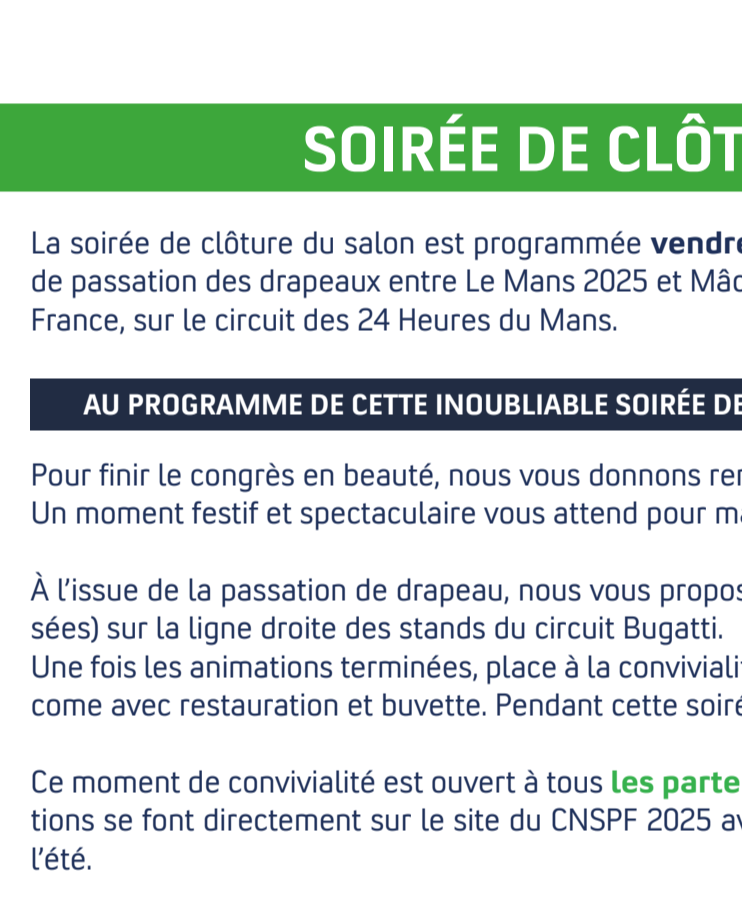 SOIRÉE DE CLÔT
La soirée de clôture du salon est programmée vendre
de passation des drapeaux entre Le Mans 2025 et Mâc
France, sur le circuit des 24 Heures du Mans.
AU PROGRAMME DE CETTE INOUBLIABLE SOIRÉE DE
Pour finir le congrès en beauté, nous vous donnons ren
Un moment festif et spectaculaire vous attend pour ma
À l’issue de la passation de drapeau, nous vous propos
sées) sur la ligne droite des stands du circuit Bugatti.
Une fois les animations terminées, place à la convivialit
come avec restauration et buvette. Pendant cette soiré
Ce moment de convivialité est ouvert à tous les parte
tions se font directement sur le site du CNSPF 2025 av
l’été.